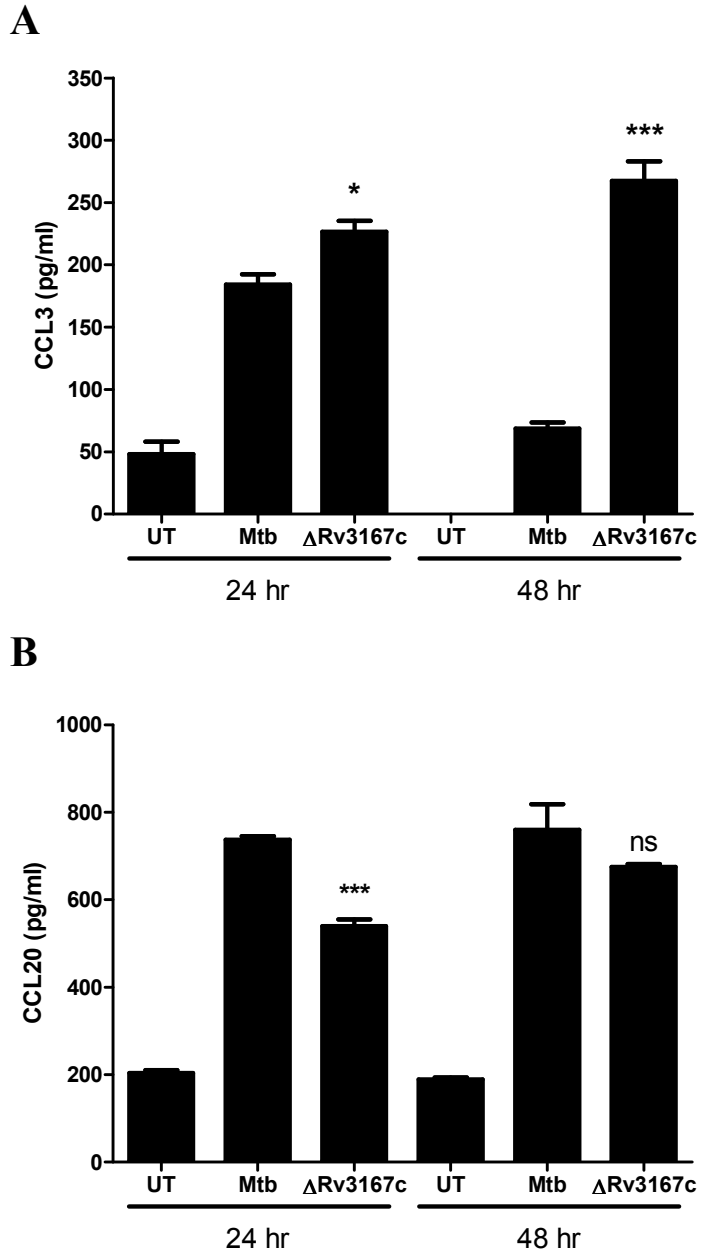 A
CCL3 (pg/ml)
350
300
250
200
150
100
50
0
*
***
UT Mtb ΔRv3167c UT Mtb ΔRv3167c
24 hr 48 hr
B
CCL20 (pg/ml)
1000
800
600
400
200
0
***
ns
UT Mtb ΔRv3167c UT Mtb ΔRv3167c
24 hr 48 hr